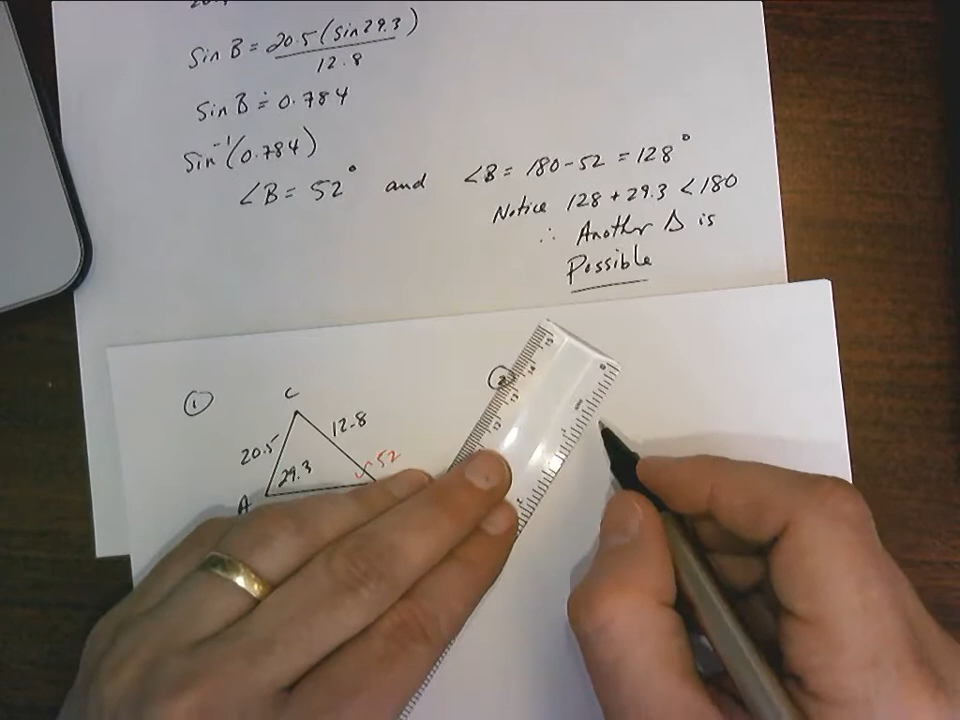 Sin B = 20.5 (Sin 29.3)
12.8
Sin B ≐ 0.784
Sin⁻¹(0.784)
∠B = 52° and ∠B = 180-52 = 128°
Notice 128 + 29.3 < 180
∴ Another Δ is
Possible
① ②
C
20.5 12.8
29.3 52
A